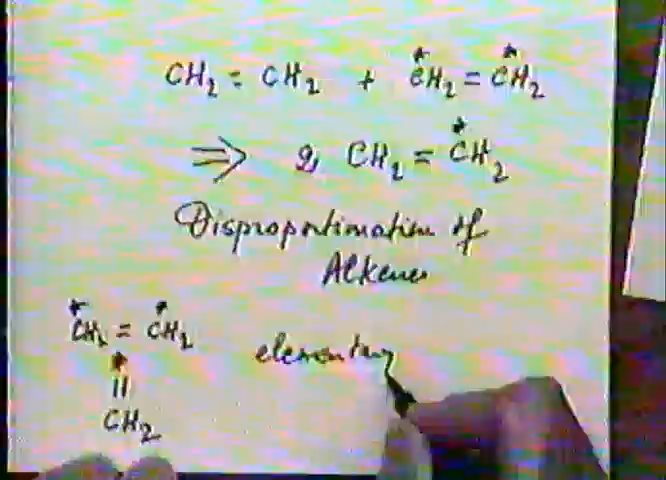 CH2 = CH2 + *CH2 = *CH2
⇒ 2 CH2 = *CH2
Disproportionation of
Alkenes
*CH2 = *CH2
*
||
CH2
elementary